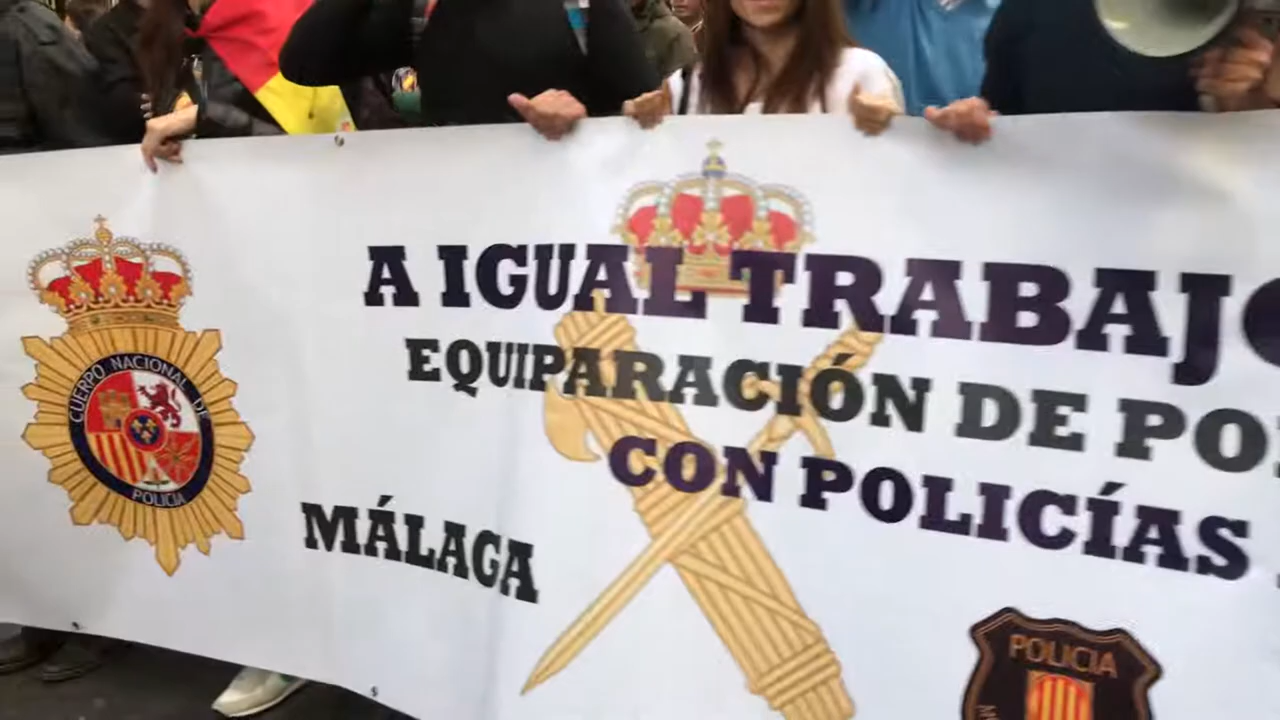 A IGUAL TRABAJO
EQUIPARACIÓN DE
CON POLICÍAS
MÁLAGA
CUERPO NACIONAL DE
POLICIA
POLICIA